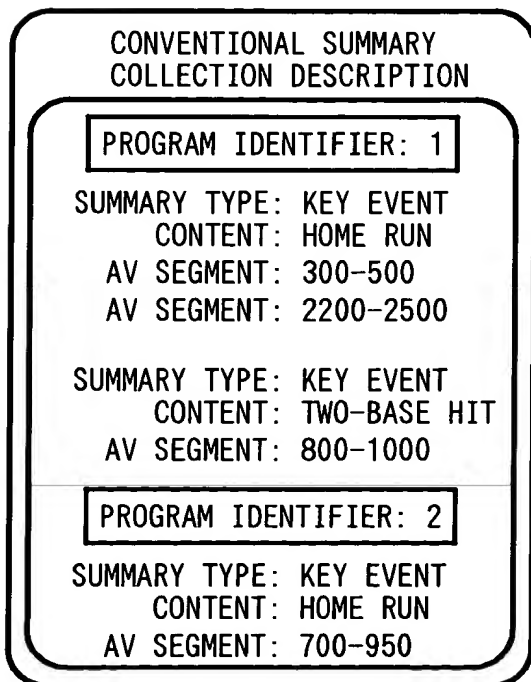 CONVENTIONAL SUMMARY
COLLECTION DESCRIPTION
PROGRAM IDENTIFIER: 1
SUMMARY TYPE: KEY EVENT
CONTENT: HOME RUN
AV SEGMENT: 300-500
AV SEGMENT: 2200-2500
SUMMARY TYPE: KEY EVENT
CONTENT: TWO-BASE HIT
AV SEGMENT: 800-1000
PROGRAM IDENTIFIER: 2
SUMMARY TYPE: KEY EVENT
CONTENT: HOME RUN
AV SEGMENT: 700-950